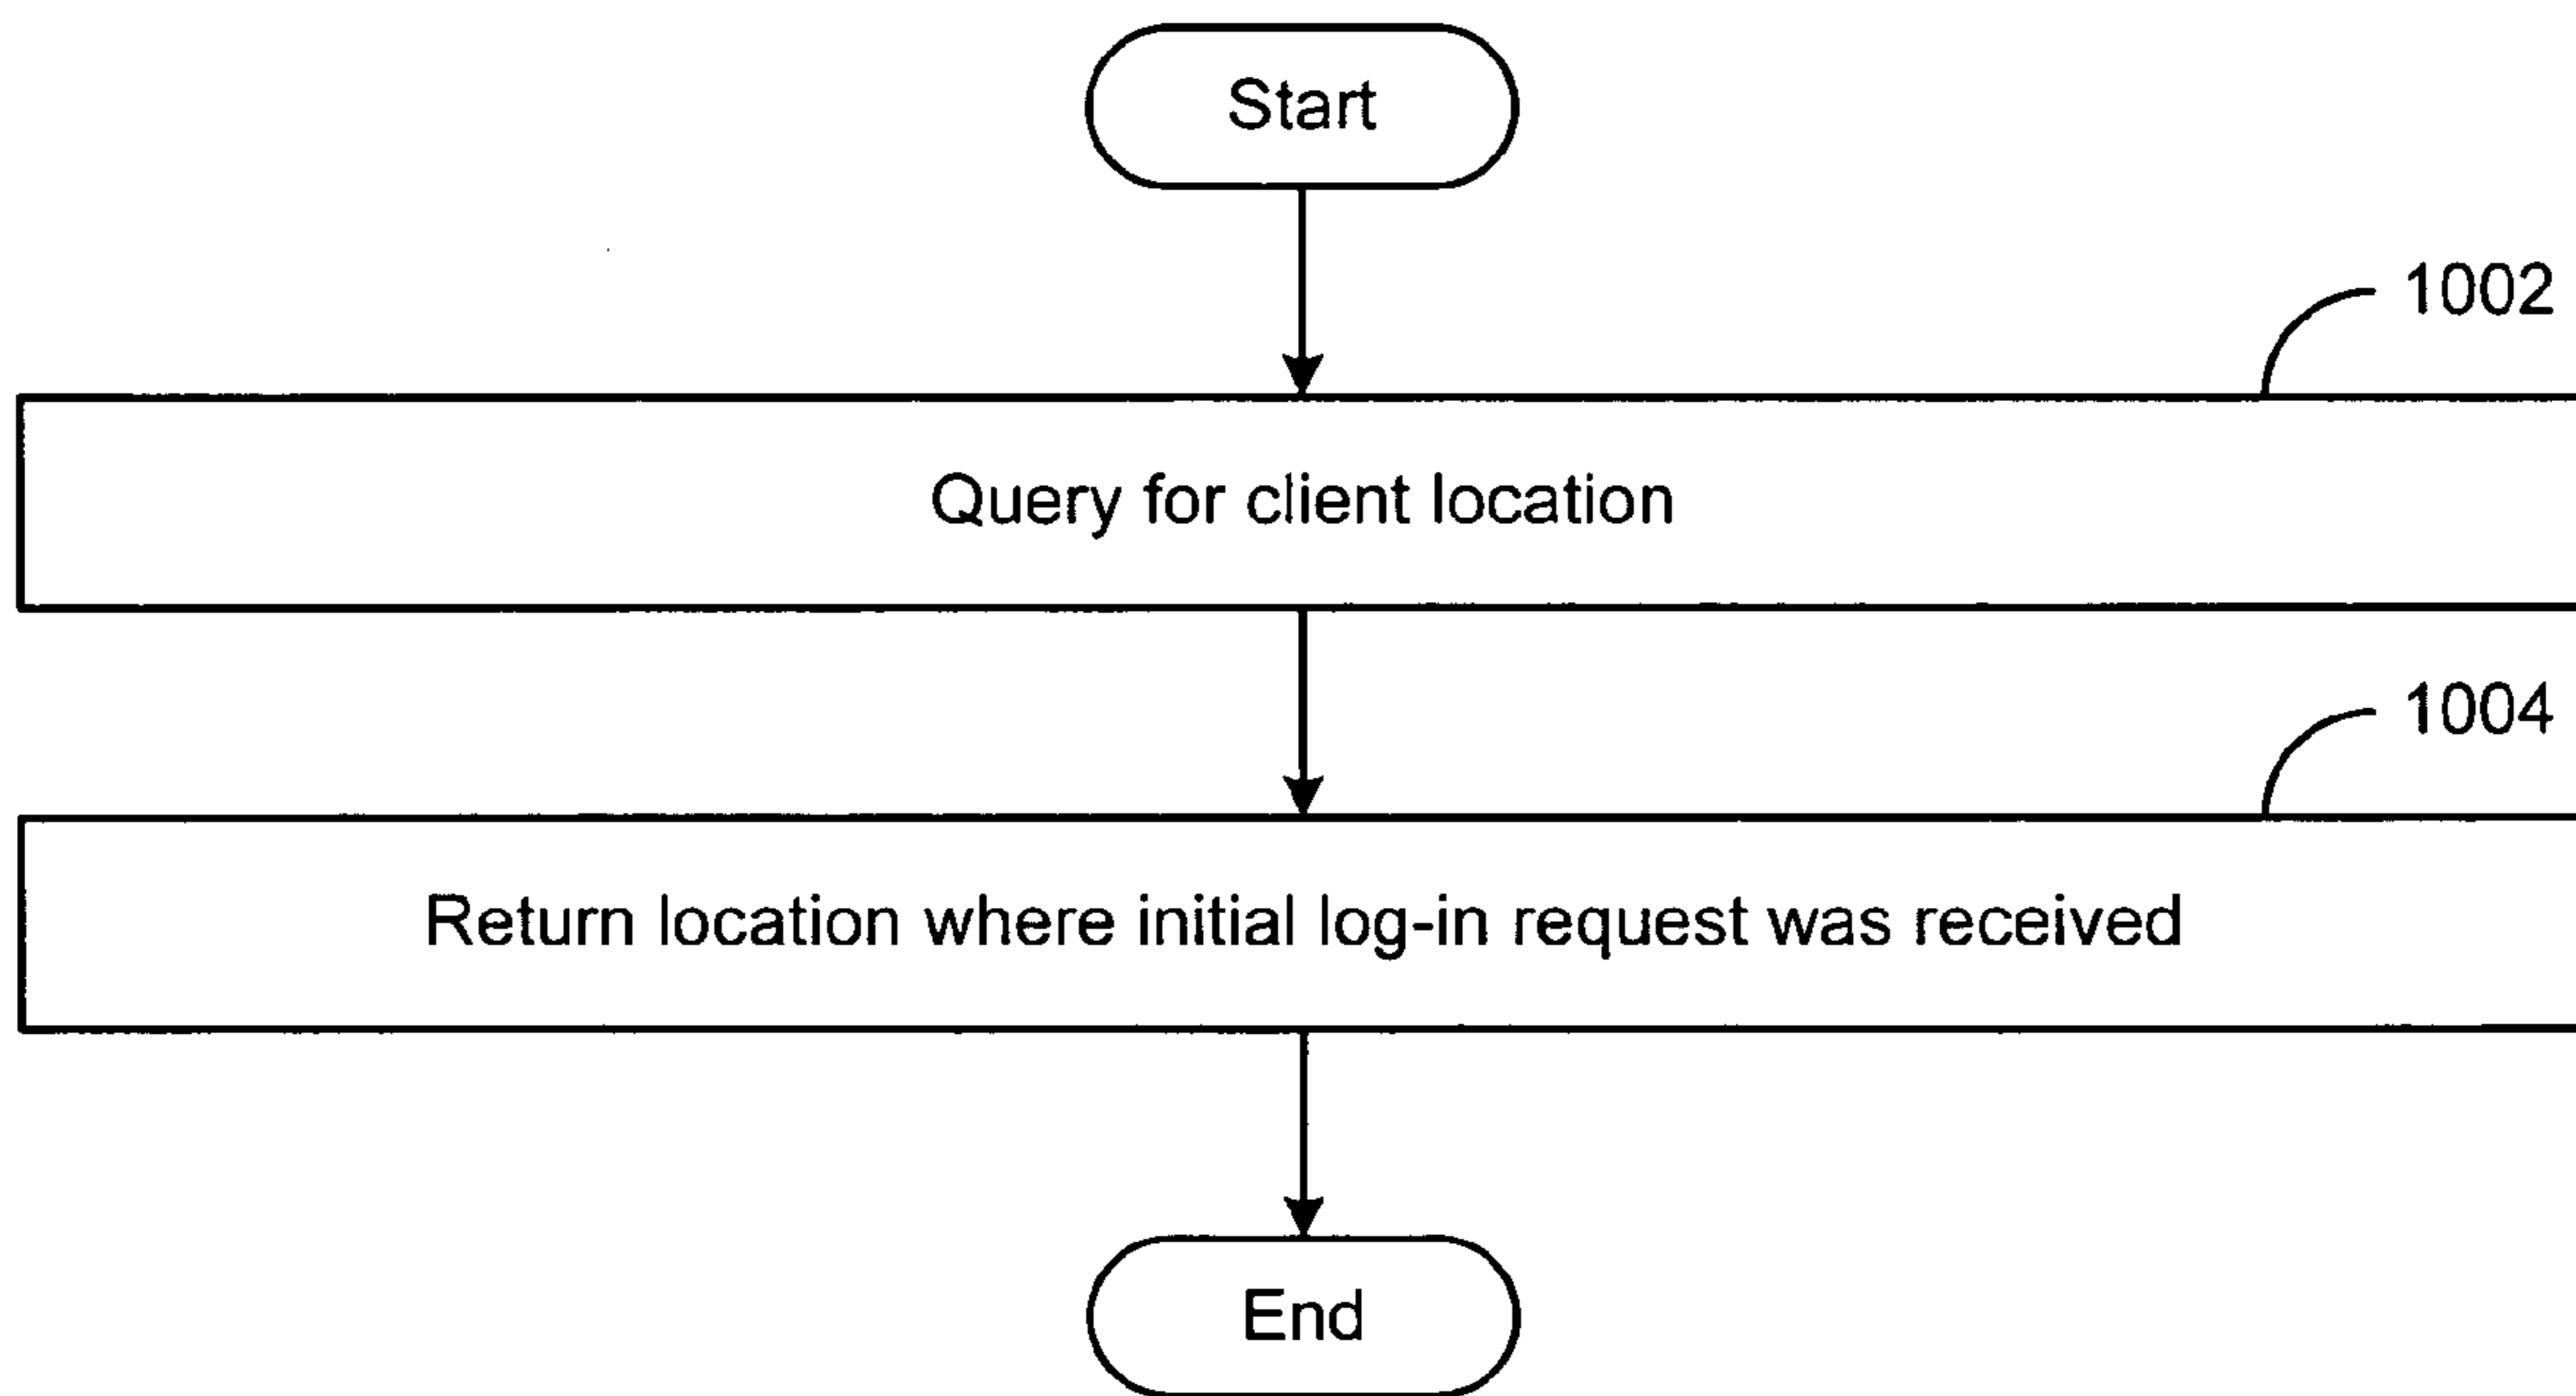 Start
1002
Query for client location
1004
Return location where initial log-in request was received
End